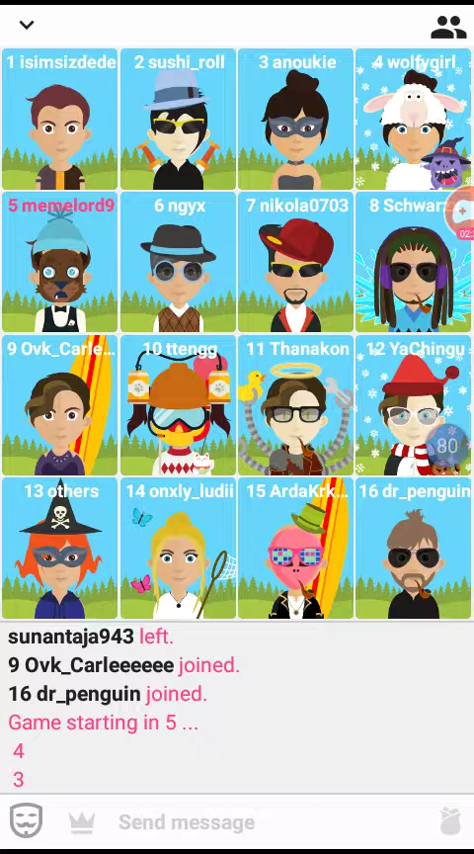 1 isimsizdede 2 sushi_roll 3 anoukie 4 wolfygirl
5 memelord9 6 ngyx 7 nikola0703 8 Schwar
02:
9 Ovk_Carle... 10 ttengg 11 Thanakon 12 YaChingu
80
13 others 14 onxly_ludii 15 ArdaKrk... 16 dr_penguin
sunantaja943 left.
9 Ovk_Carleeeeee joined.
16 dr_penguin joined.
Game starting in 5 ...
4
3
Send message